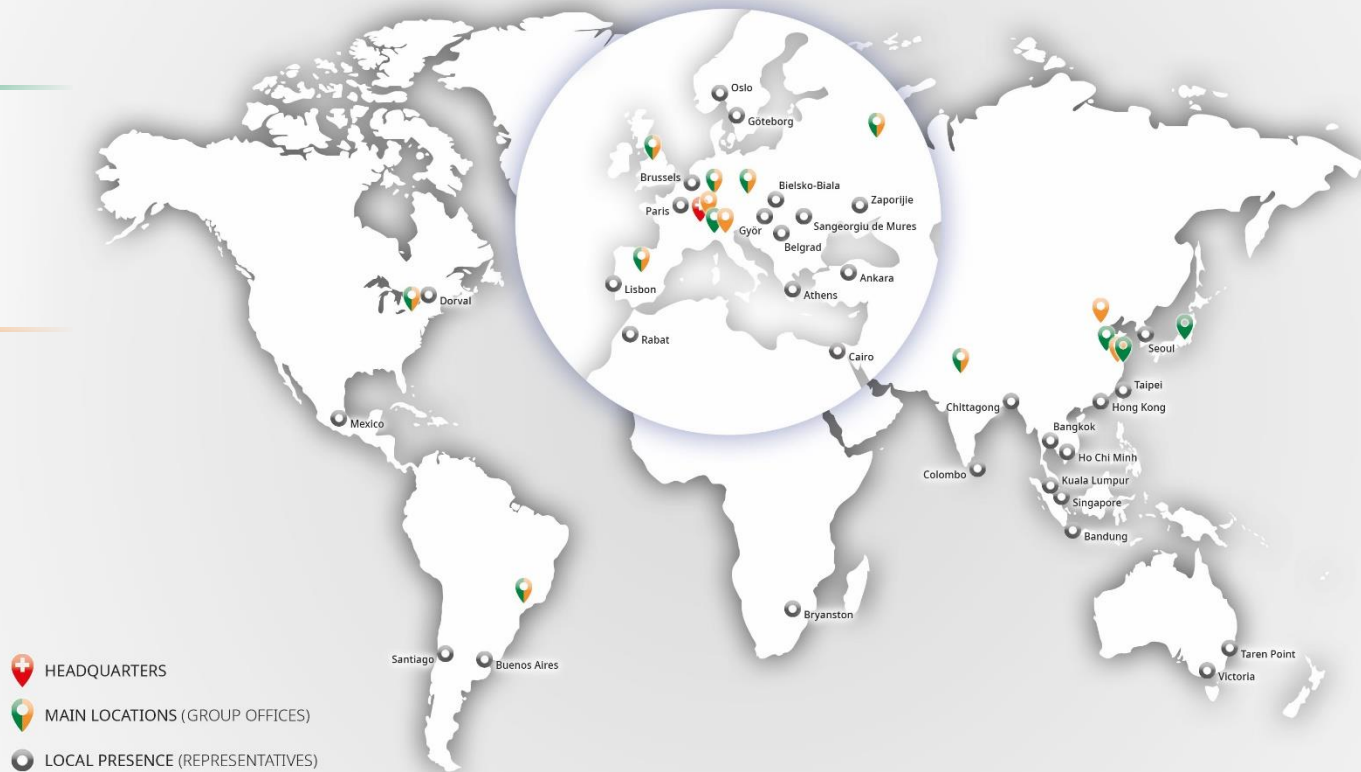 Oslo
Göteborg
Brussels
Bielsko-Biala
Paris
Zaporijie
Györ
Sangeorgiu de Mures
Belgrad
Ankara
Lisbon
Athens
Dorval
Rabat
Seoul
Cairo
Taipei
Chittagong
Hong Kong
Mexico
Bangkok
Ho Chi Minh
Colombo
Kuala Lumpur
Singapore
Bandung
Bryanston
Taren Point
Santiago
Buenos Aires
Victoria
HEADQUARTERS
MAIN LOCATIONS (GROUP OFFICES)
LOCAL PRESENCE (REPRESENTATIVES)